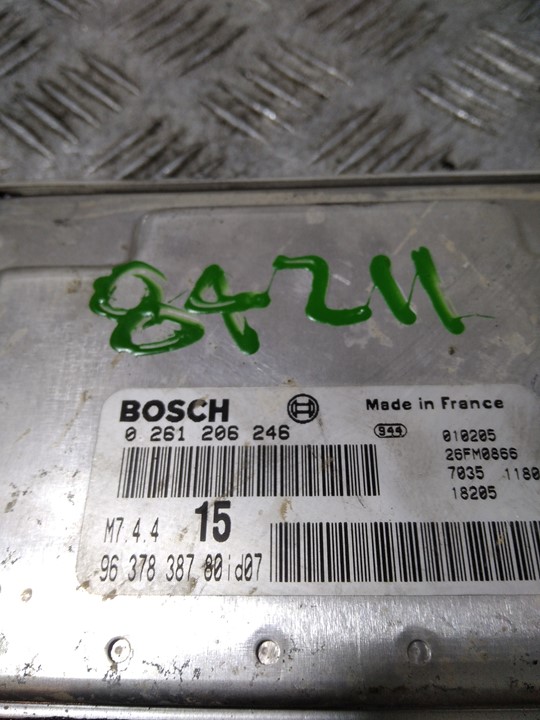 84211
BOSCH Made in France
0 261 206 246 S44 010205
26FM0866
7035 1180
18205
M7.4.4 15
96 378 387 80id07